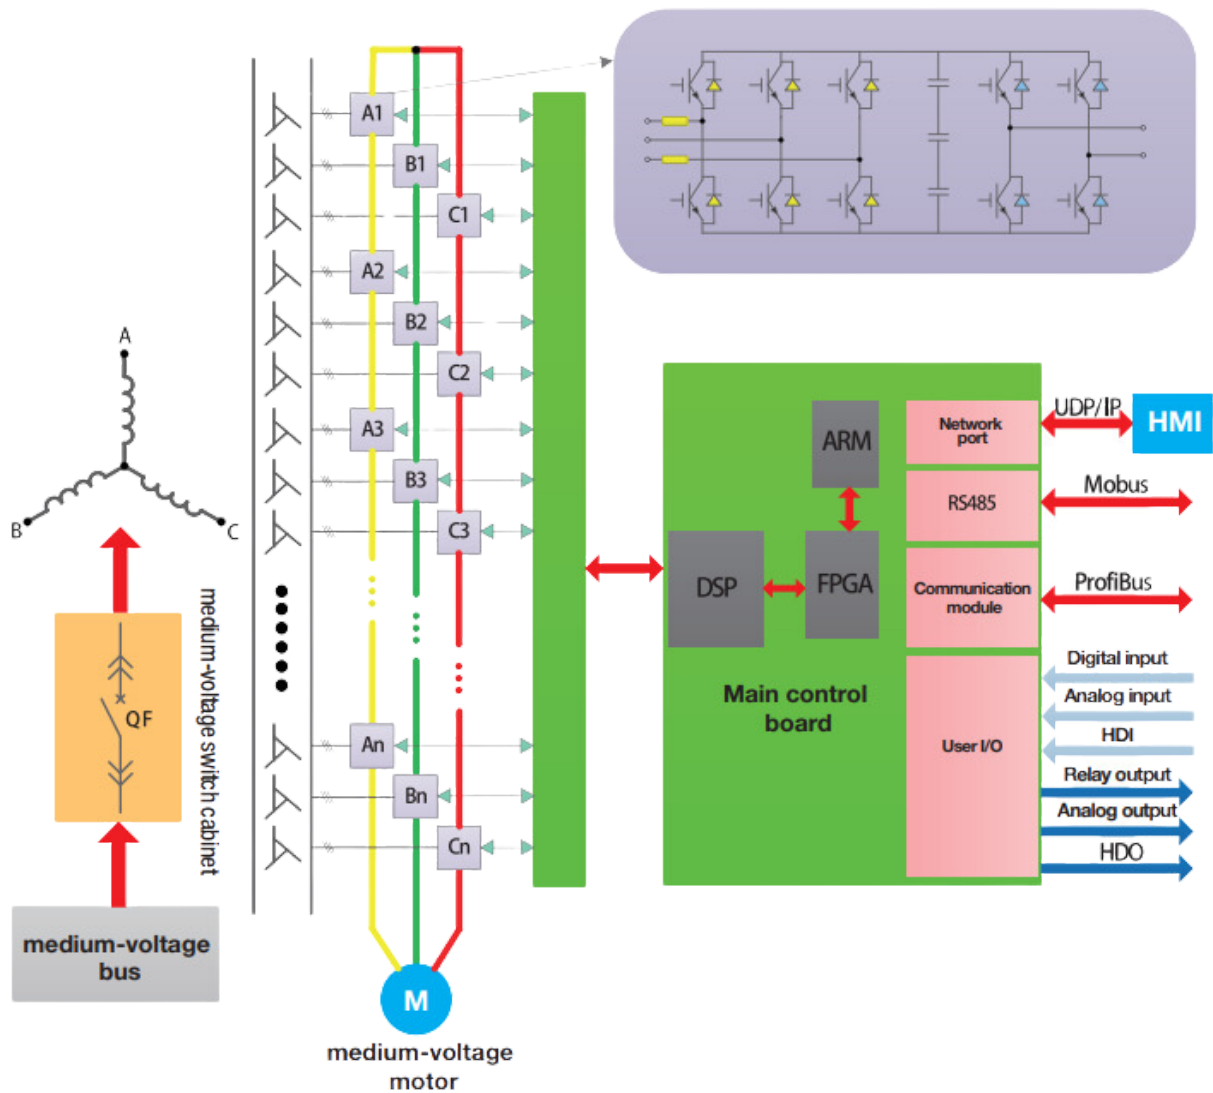 A
B
C
QF
medium-voltage switch cabinet
medium-voltage
bus
A1
B1
C1
A2
B2
C2
A3
B3
C3
An
Bn
Cn
M
medium-voltage
motor
DSP
ARM
FPGA
Main control
board
Network
port
RS485
Communication
module
User I/O
UDP/IP
HMI
Mobus
ProfiBus
Digital input
Analog input
HDI
Relay output
Analog output
HDO